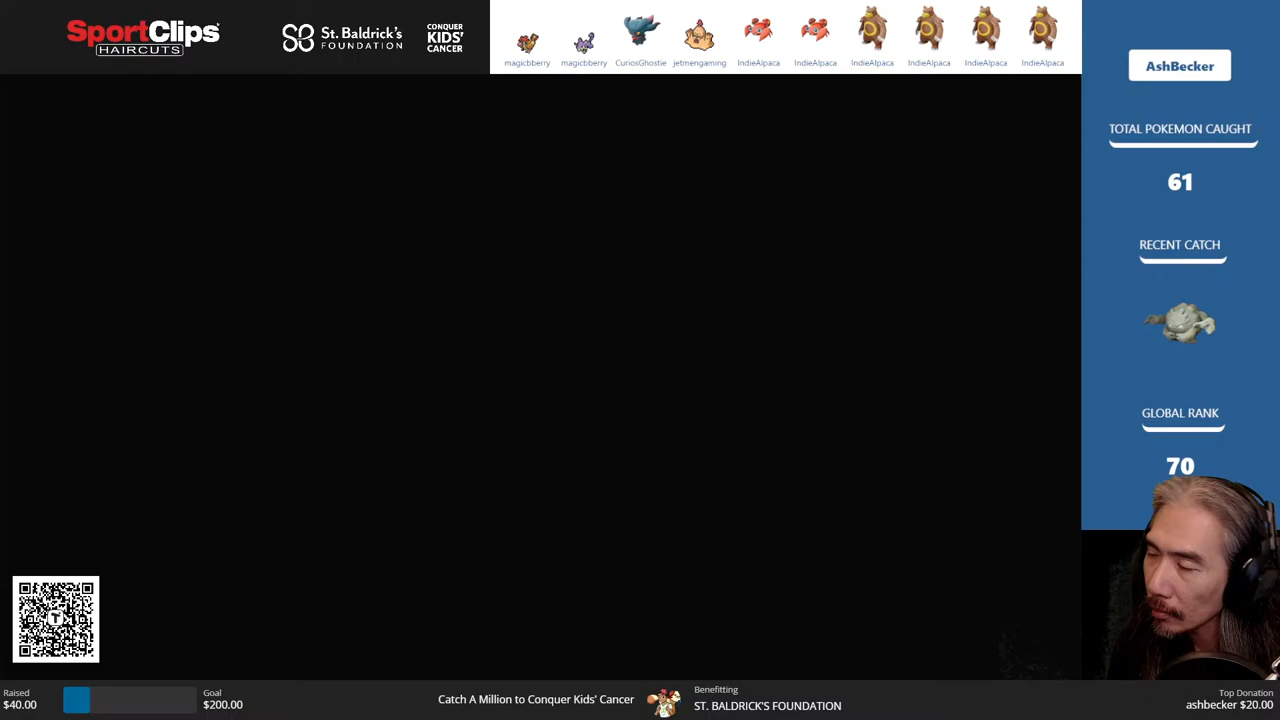 SportClips
HAIRCUTS
St. Baldrick's
FOUNDATION
CONQUER
KIDS'
CANCER
magicbberry magicbberry CuriosGhostie jetmengaming IndieAlpaca IndieAlpaca IndieAlpaca IndieAlpaca IndieAlpaca IndieAlpaca
AshBecker
TOTAL POKEMON CAUGHT
61
RECENT CATCH
GLOBAL RANK
70
Raised
$40.00
Goal
$200.00
Catch A Million to Conquer Kids' Cancer
Benefitting
ST. BALDRICK'S FOUNDATION
Top Donation
ashbecker $20.00